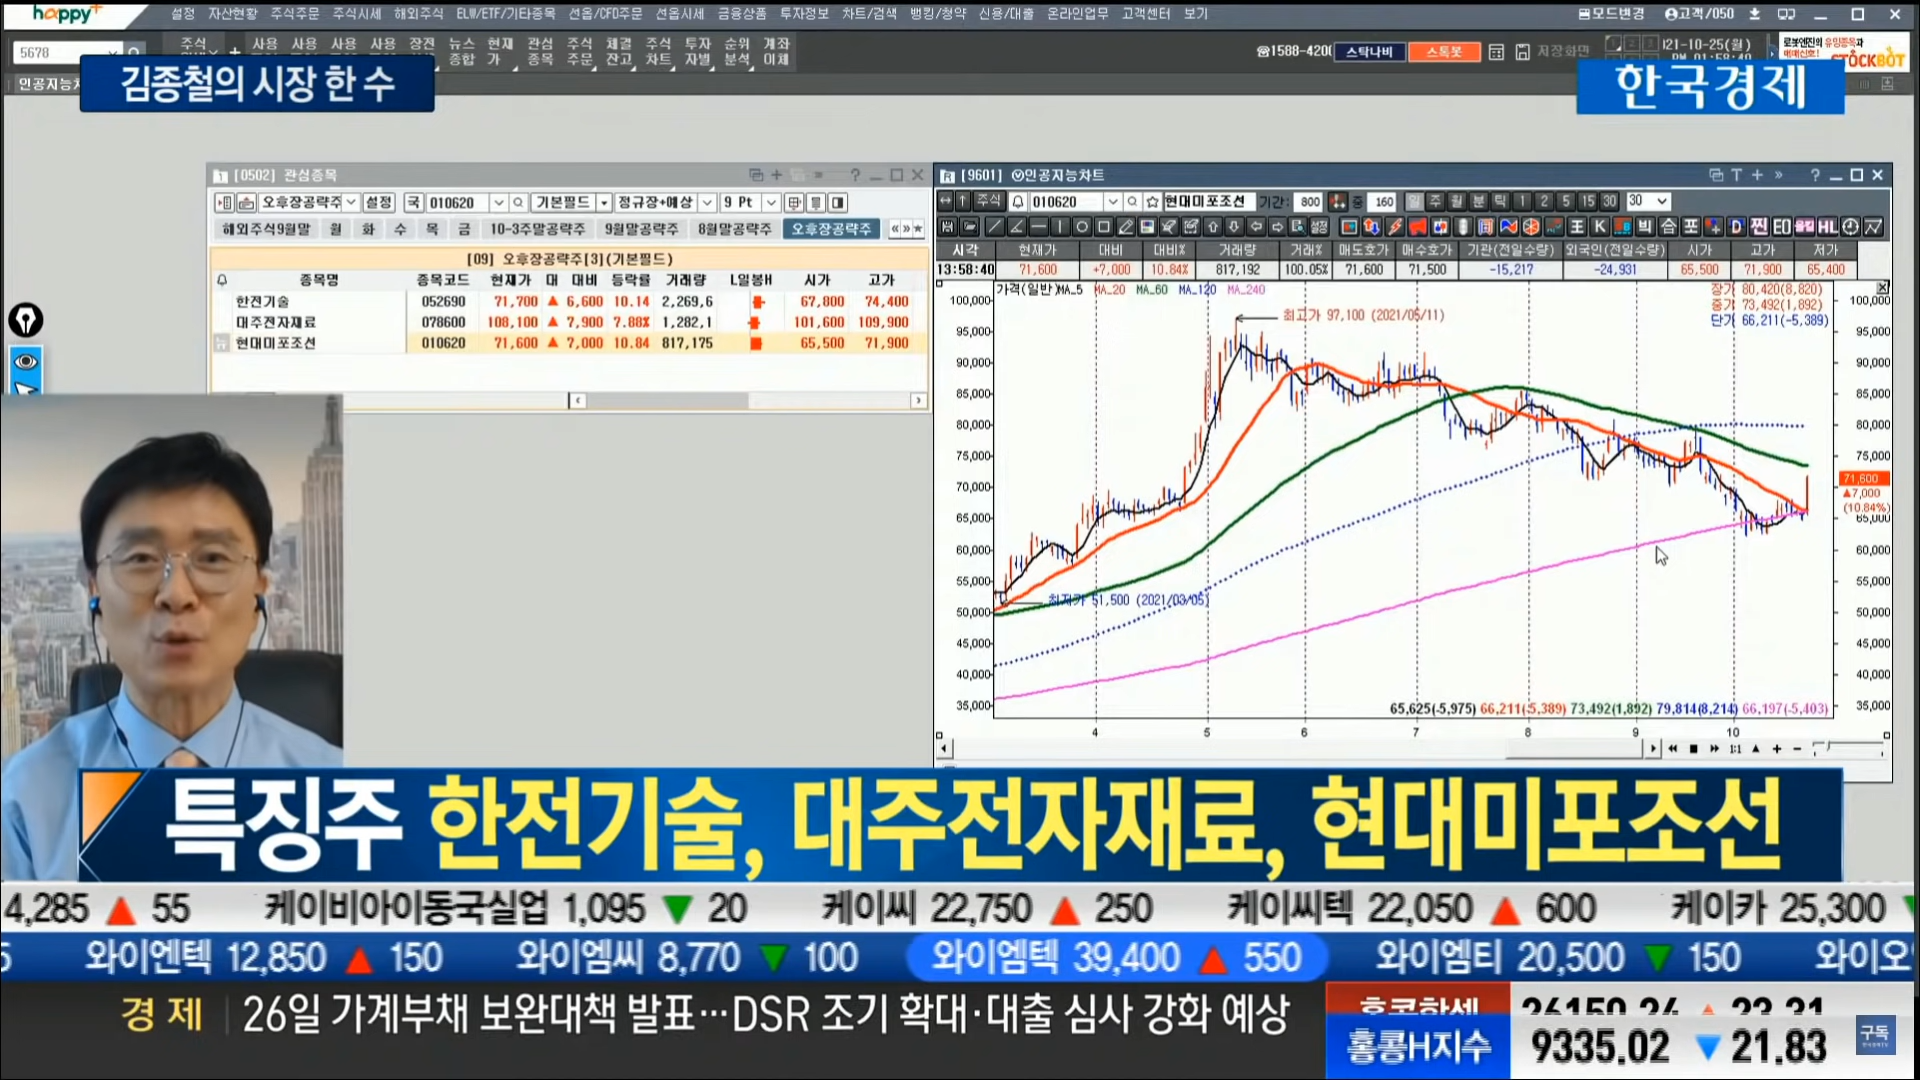 happy+
설정 자산현황 주식주문 주식시세 해외주식 ELW/ETF/기타종목 선옵/CFD주문 선옵시세 금융상품 투자정보 차트/검색 뱅킹/청약 신용/대출 온라인업무 고객센터 보기
모드변경 고객/050
5678
주식 사용 사용 사용 사용 장전 뉴스 현재 관심 주식 체결 주식 투자 순위 계좌
종합 가 종목 주문 잔고 차트 자별 분석 이체
☎1588-420 스탁나비 스톡봇 저장화면 21-10-25(월)
STOCKBOT
인공지능차
김종철의 시장 한 수
한국경제
[0502] 관심종목
오후장공략주 설정 국 010620 기본필드 정규장+예상 9 Pt
해외주식9월말 월 화 수 목 금 10-3주말공략주 9월말공략주 8월말공략주 오후장공략주
[09] 오후장공략주[3](기본필드)
종목명 종목코드 현재가 대 대비 등락률 거래량 L일봉H 시가 고가
한전기술 052690 71,700 ▲ 6,600 10.14 2,269,6 67,800 74,400
대주전자재료 078600 108,100 ▲ 7,900 7.88% 1,282,1 101,600 109,900
현대미포조선 010620 71,600 ▲ 7,000 10.84 817,175 65,500 71,900
[9601] 인공지능차트
주식 010620 현대미포조선 기간: 800 160 일 주 월 분 틱 1 2 5 15 30 30
시각 현재가 대비 대비% 거래량 거래% 매도호가 매수호가 기관(전일수량) 외국인(전일수량) 시가 고가 저가
13:58:40 71,600 +7,000 10.84% 817,192 100.05% 71,600 71,500 -15,217 -24,931 65,500 71,900 65,400
가격(일반) MA_5 MA_20 MA_60 MA_120 MA_240
장기 80,420(8,820)
중기 73,492(1,892)
단기 66,211(-5,389)
최고가 97,100 (2021/05/11)
최저가 51,500 (2021/03/05)
100,000 100,000
95,000 95,000
90,000 90,000
85,000 85,000
80,000 80,000
75,000 75,000
70,000
71,600
▲7,000
(10.84%)
65,000 65,000
60,000 60,000
55,000 55,000
50,000 50,000
45,000 45,000
40,000 40,000
35,000 35,000
65,625(-5,975) 66,211(-5,389) 73,492(1,892) 79,814(8,214) 66,197(-5,403)
4 5 6 7 8 9 10
특징주 한전기술, 대주전자재료, 현대미포조선
4,285 ▲ 55 케이비아이동국실업 1,095 ▼ 20 케이씨 22,750 ▲ 250 케이씨텍 22,050 ▲ 600 케이카 25,300
와이엔텍 12,850 ▲ 150 와이엠씨 8,770 ▼ 100 와이엠텍 39,400 ▲ 550 와이엠티 20,500 ▼ 150 와이오
경제 26일 가계부채 보완대책 발표…DSR 조기 확대·대출 심사 강화 예상
홍콩항셍 26150.24 ▲ 23.31
홍콩H지수 9335.02 ▼ 21.83
구독